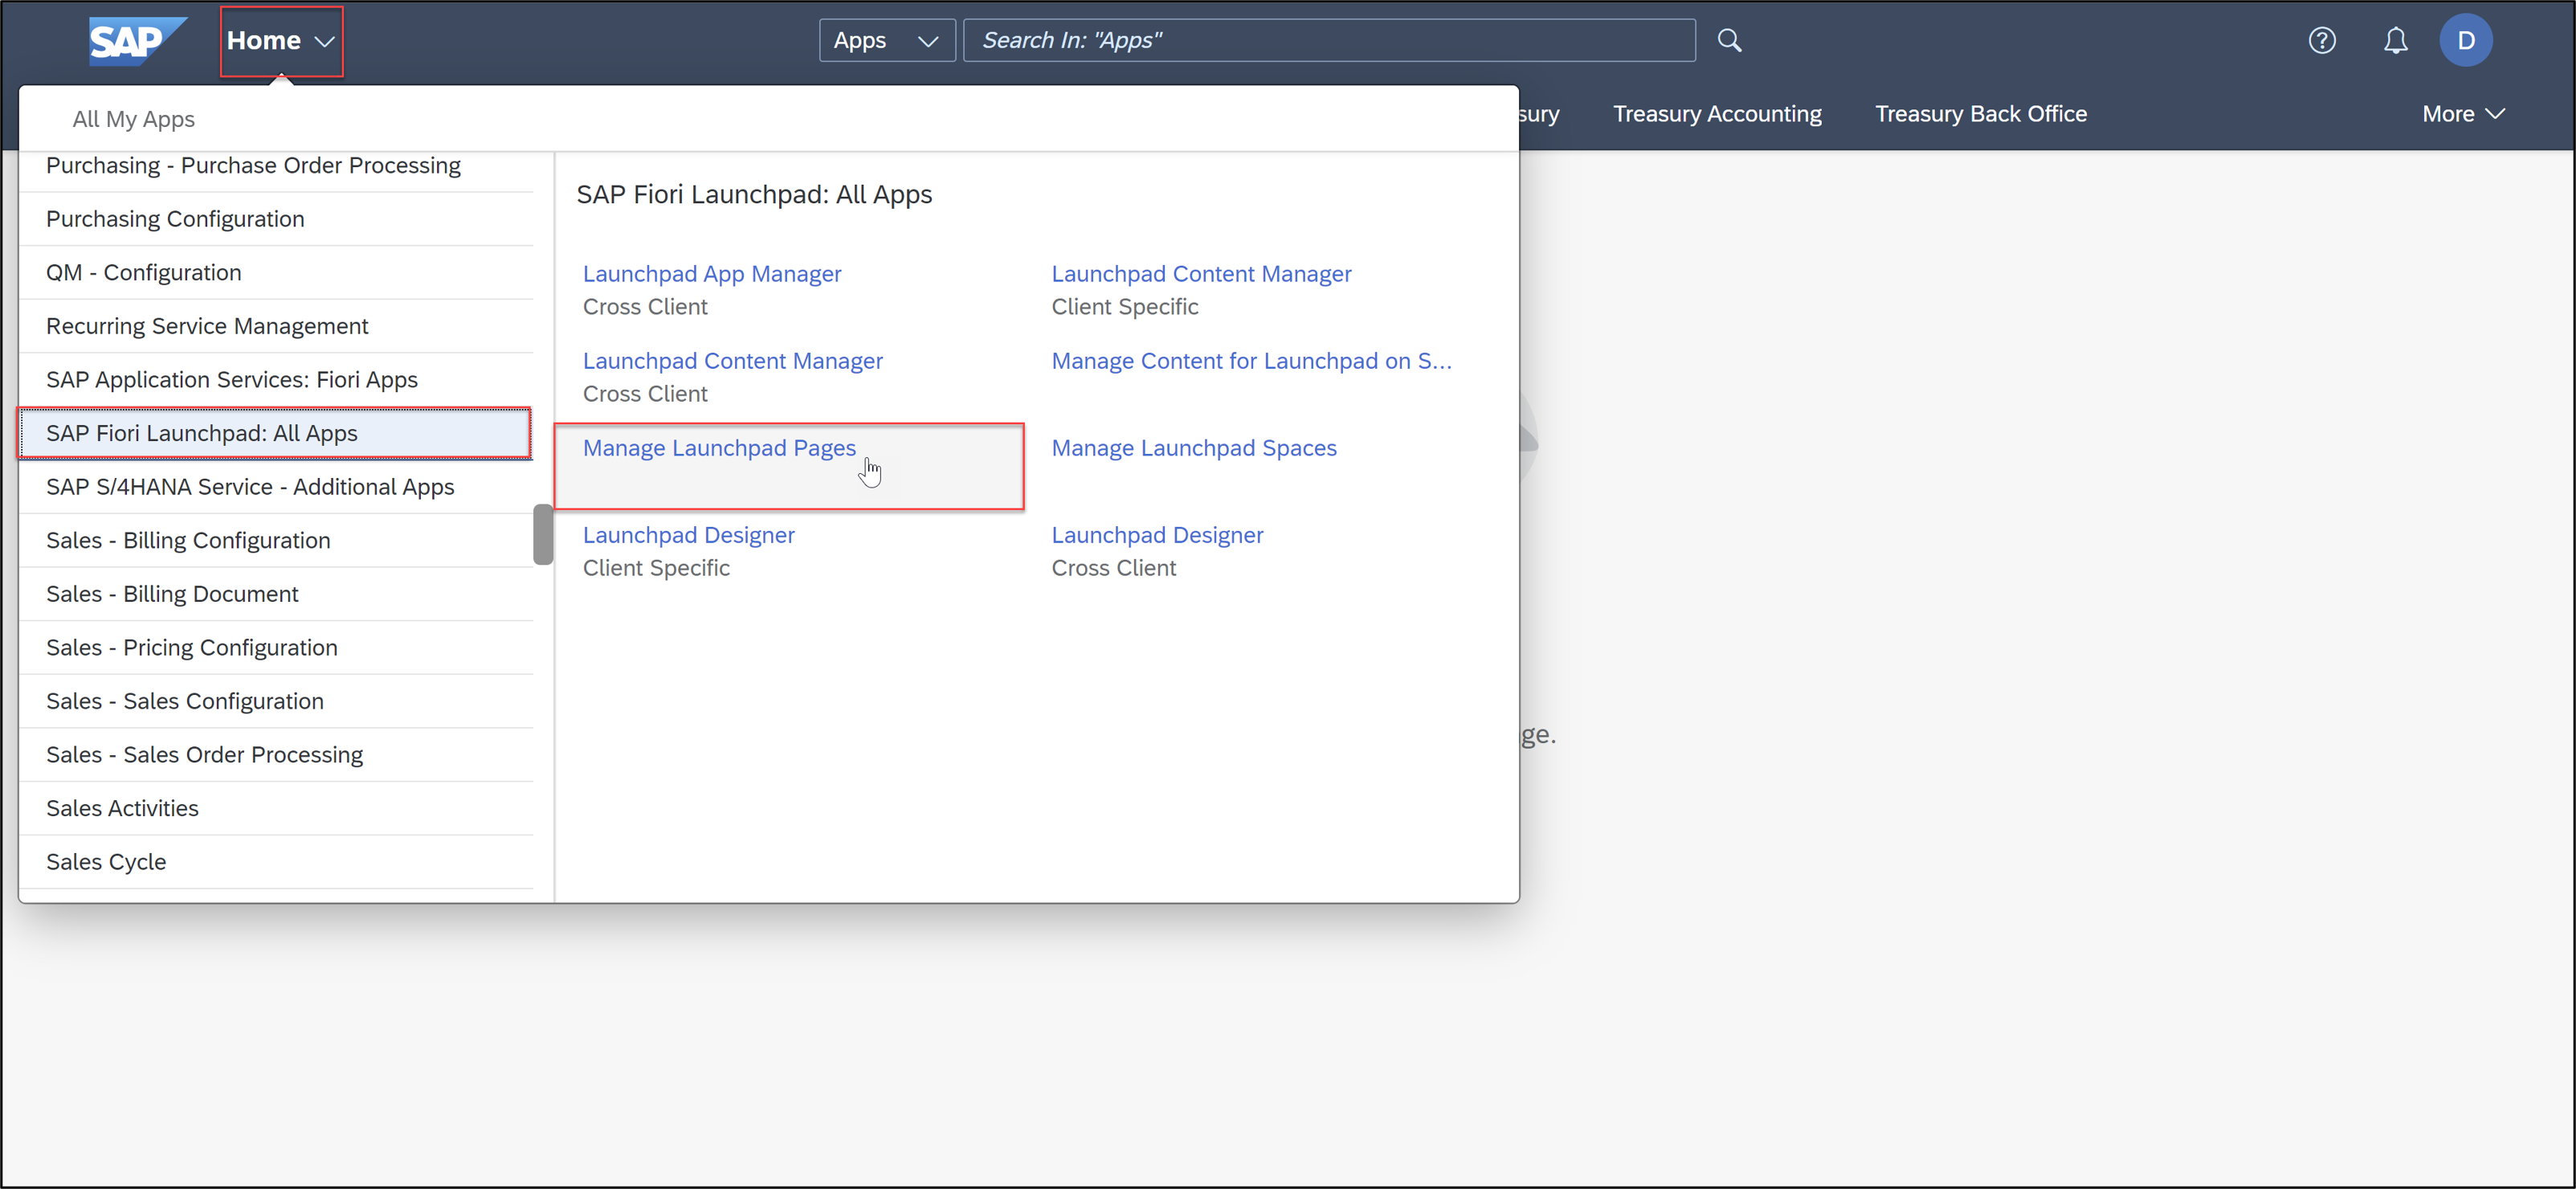 SAP
Home
Apps
Search In: "Apps"
?
D
All My Apps
sury
Treasury Accounting
Treasury Back Office
More
Purchasing - Purchase Order Processing
Purchasing Configuration
QM - Configuration
Recurring Service Management
SAP Application Services: Fiori Apps
SAP Fiori Launchpad: All Apps
SAP S/4HANA Service - Additional Apps
Sales - Billing Configuration
Sales - Billing Document
Sales - Pricing Configuration
Sales - Sales Configuration
Sales - Sales Order Processing
Sales Activities
Sales Cycle
SAP Fiori Launchpad: All Apps
Launchpad App Manager
Cross Client
Launchpad Content Manager
Client Specific
Launchpad Content Manager
Cross Client
Manage Content for Launchpad on S...
Manage Launchpad Pages
Manage Launchpad Spaces
Launchpad Designer
Client Specific
Launchpad Designer
Cross Client
ge.